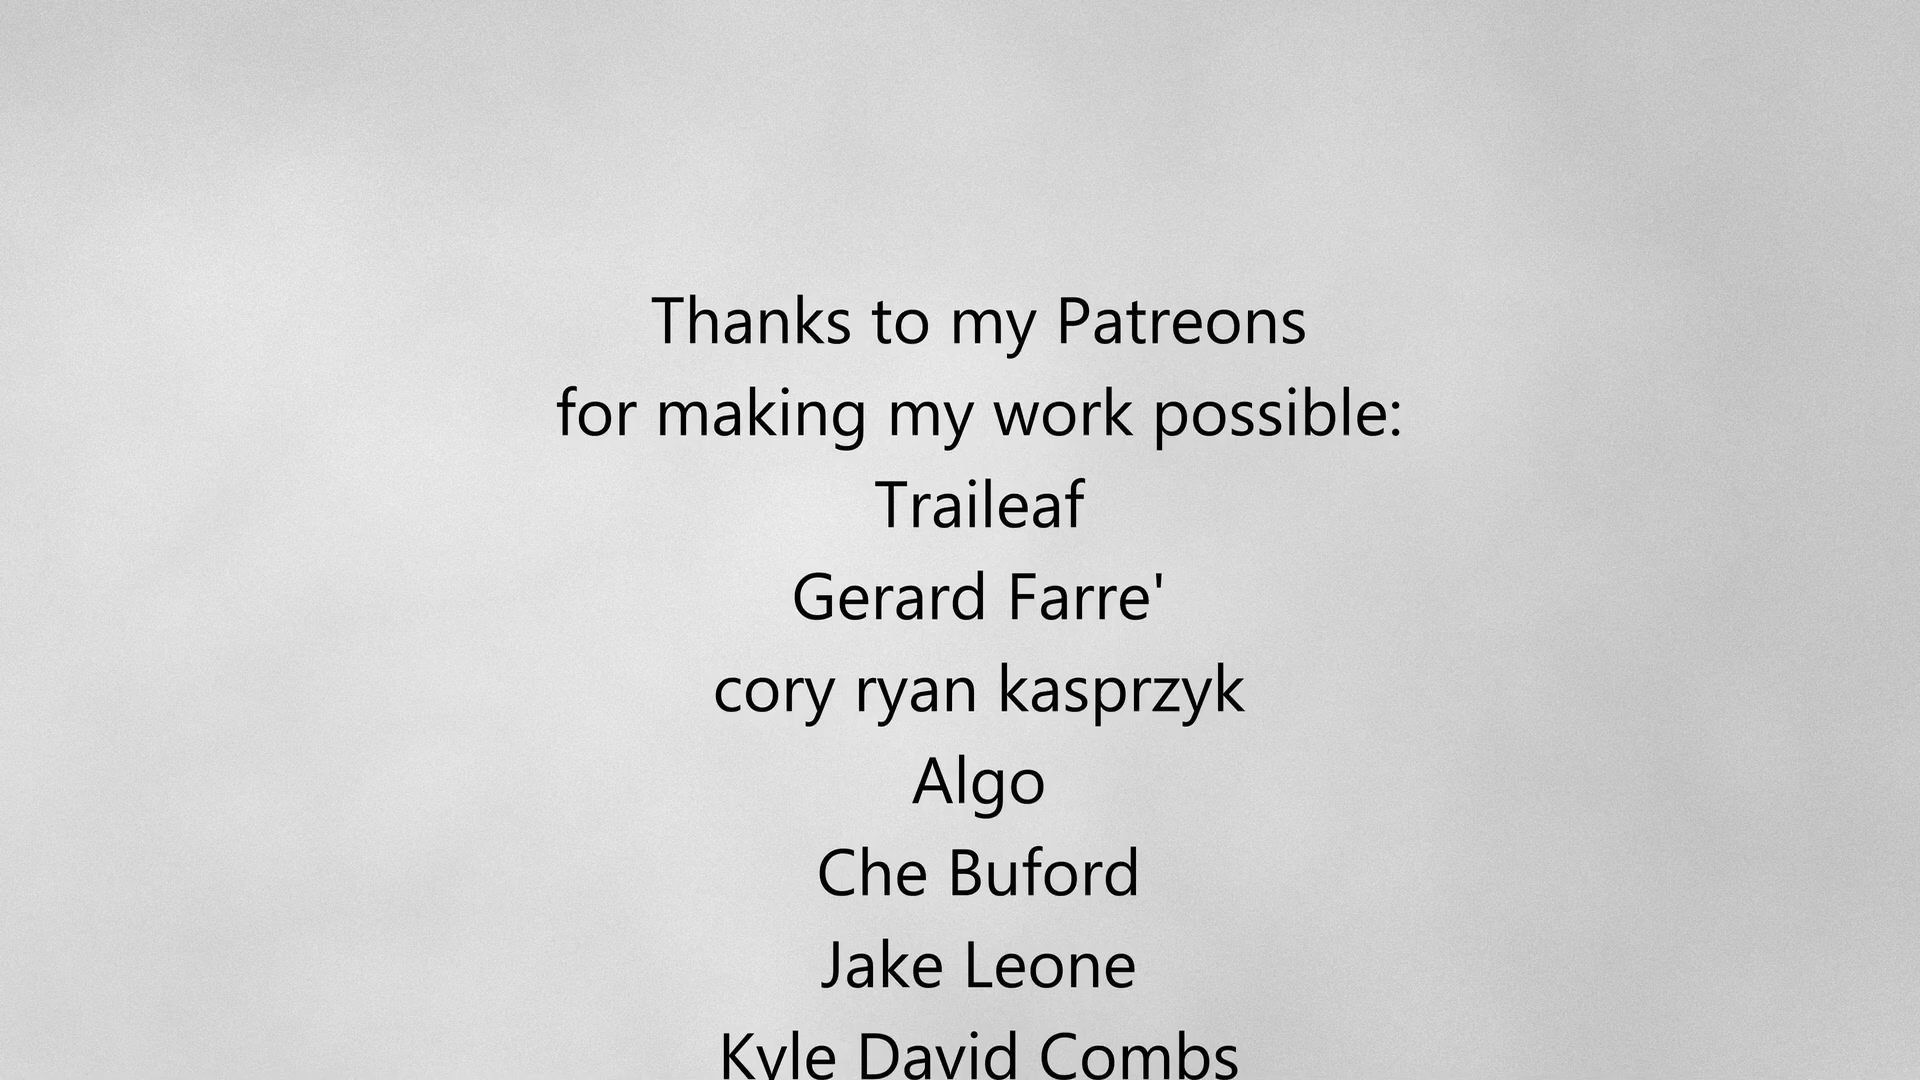 Thanks to my Patreons
for making my work possible:
Traileaf
Gerard Farre'
cory ryan kasprzyk
Algo
Che Buford
Jake Leone
Kyle David Combs